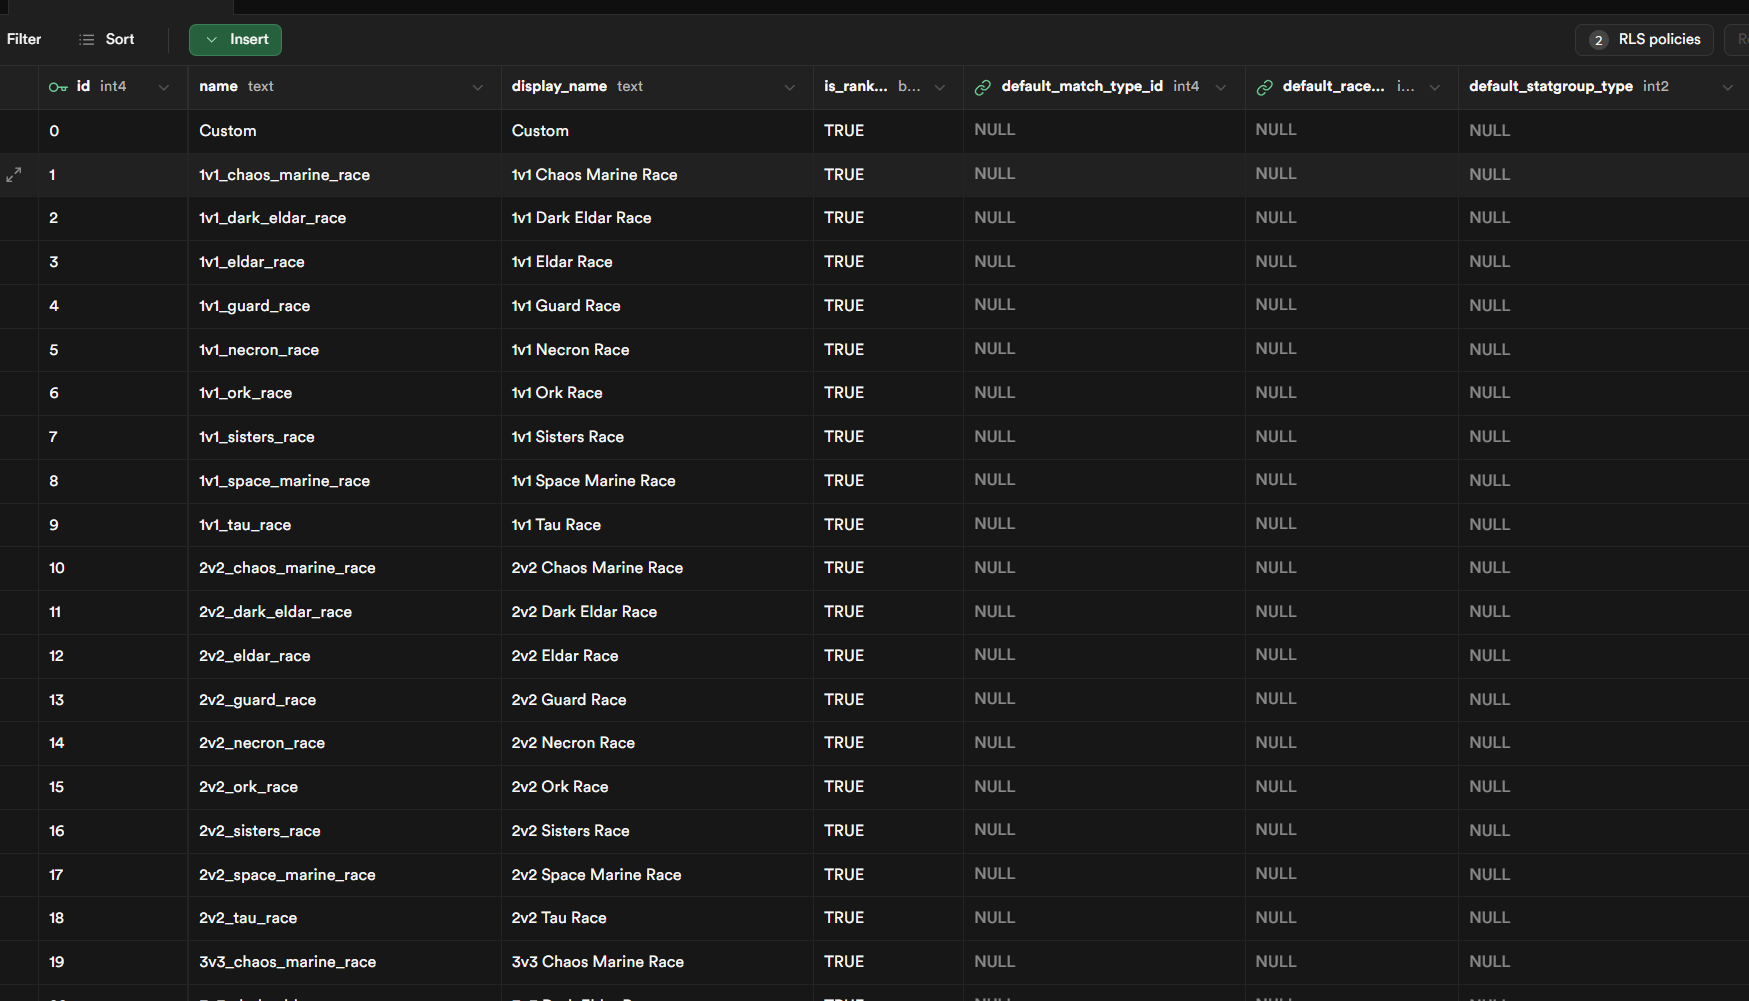 Filter Sort Insert 2 RLS policies
id int4 name text display_name text is_rank... b... default_match_type_id int4 default_race... i... default_statgroup_type int2
0 Custom Custom TRUE NULL NULL NULL
1 1v1_chaos_marine_race 1v1 Chaos Marine Race TRUE NULL NULL NULL
2 1v1_dark_eldar_race 1v1 Dark Eldar Race TRUE NULL NULL NULL
3 1v1_eldar_race 1v1 Eldar Race TRUE NULL NULL NULL
4 1v1_guard_race 1v1 Guard Race TRUE NULL NULL NULL
5 1v1_necron_race 1v1 Necron Race TRUE NULL NULL NULL
6 1v1_ork_race 1v1 Ork Race TRUE NULL NULL NULL
7 1v1_sisters_race 1v1 Sisters Race TRUE NULL NULL NULL
8 1v1_space_marine_race 1v1 Space Marine Race TRUE NULL NULL NULL
9 1v1_tau_race 1v1 Tau Race TRUE NULL NULL NULL
10 2v2_chaos_marine_race 2v2 Chaos Marine Race TRUE NULL NULL NULL
11 2v2_dark_eldar_race 2v2 Dark Eldar Race TRUE NULL NULL NULL
12 2v2_eldar_race 2v2 Eldar Race TRUE NULL NULL NULL
13 2v2_guard_race 2v2 Guard Race TRUE NULL NULL NULL
14 2v2_necron_race 2v2 Necron Race TRUE NULL NULL NULL
15 2v2_ork_race 2v2 Ork Race TRUE NULL NULL NULL
16 2v2_sisters_race 2v2 Sisters Race TRUE NULL NULL NULL
17 2v2_space_marine_race 2v2 Space Marine Race TRUE NULL NULL NULL
18 2v2_tau_race 2v2 Tau Race TRUE NULL NULL NULL
19 3v3_chaos_marine_race 3v3 Chaos Marine Race TRUE NULL NULL NULL